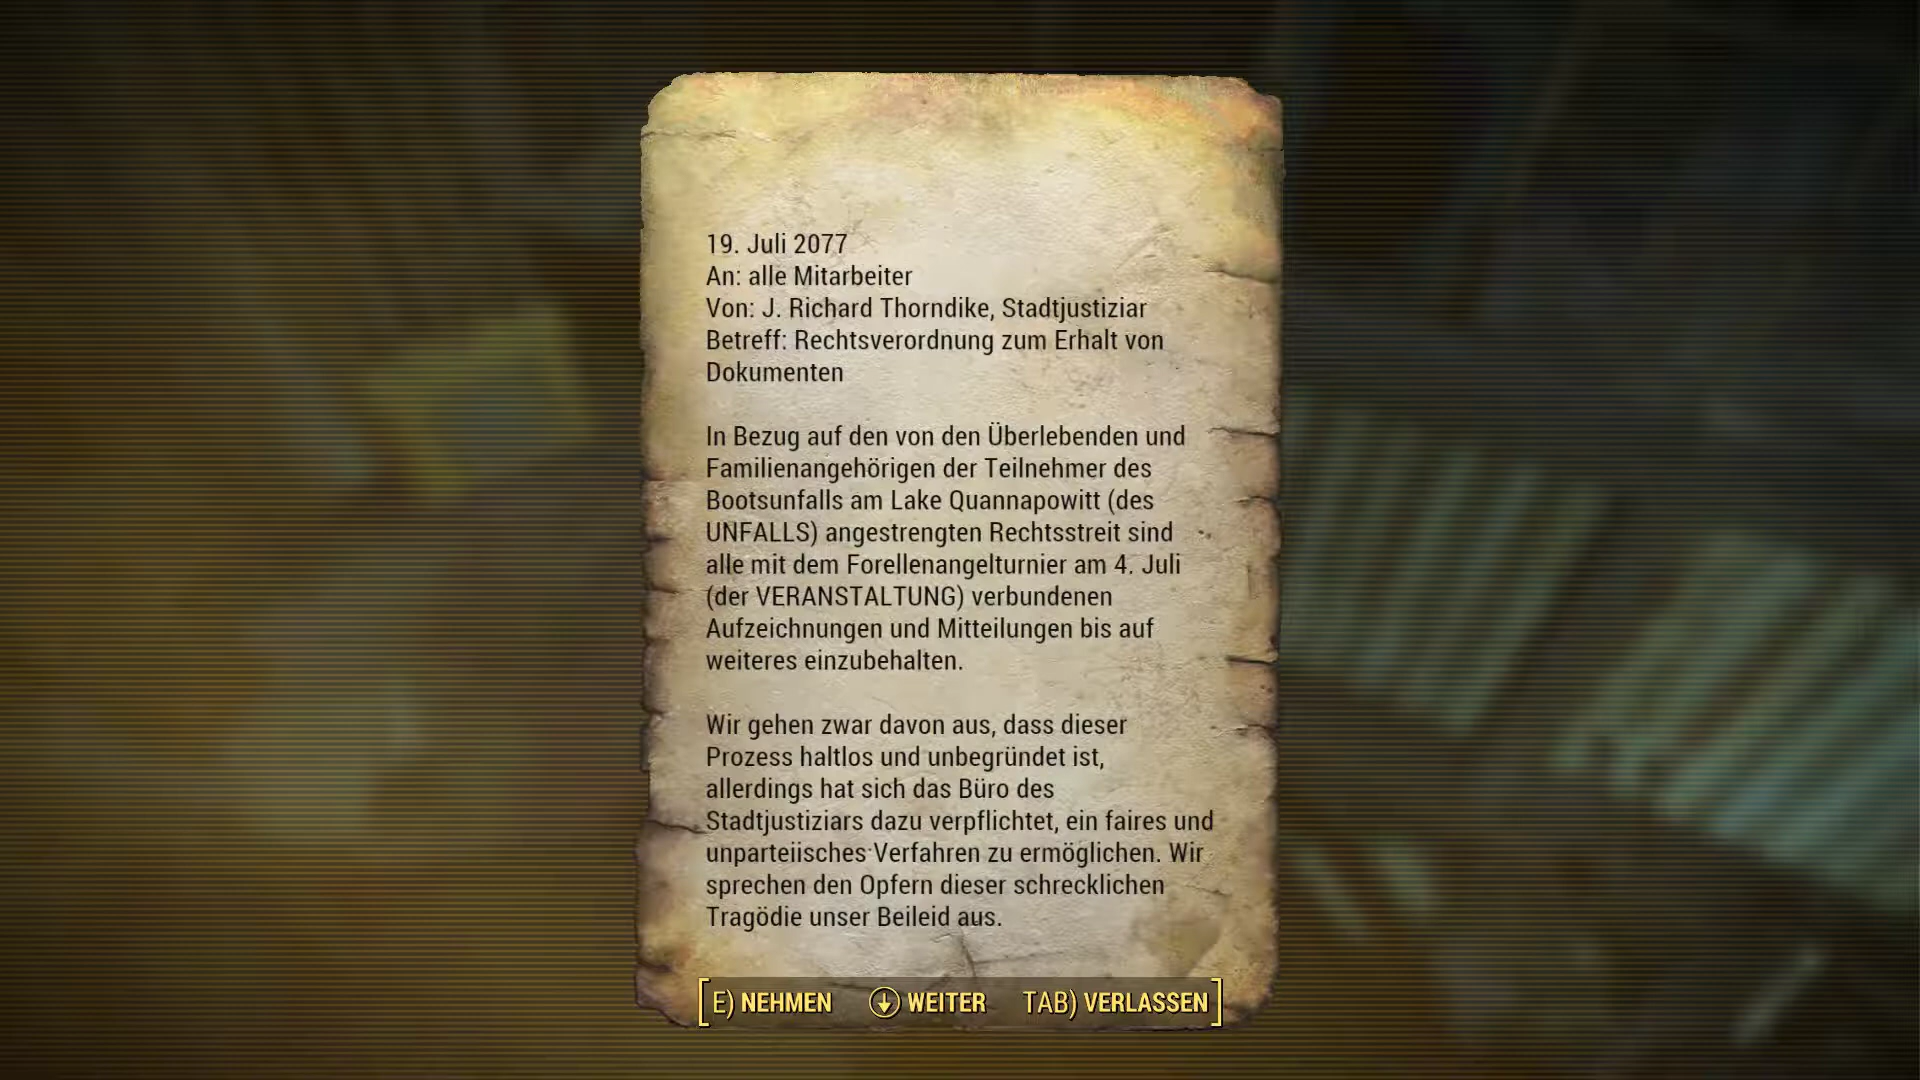 19. Juli 2077
An: alle Mitarbeiter
Von: J. Richard Thorndike, Stadtjustiziar
Betreff: Rechtsverordnung zum Erhalt von
Dokumenten
In Bezug auf den von den Überlebenden und
Familienangehörigen der Teilnehmer des
Bootsunfalls am Lake Quannapowitt (des
UNFALLS) angestrengten Rechtsstreit sind
alle mit dem Forellenangelturnier am 4. Juli
(der VERANSTALTUNG) verbundenen
Aufzeichnungen und Mitteilungen bis auf
weiteres einzubehalten.
Wir gehen zwar davon aus, dass dieser
Prozess haltlos und unbegründet ist,
allerdings hat sich das Büro des
Stadtjustiziars dazu verpflichtet, ein faires und
unparteiisches Verfahren zu ermöglichen. Wir
sprechen den Opfern dieser schrecklichen
Tragödie unser Beileid aus.
E) NEHMEN WEITER TAB) VERLASSEN